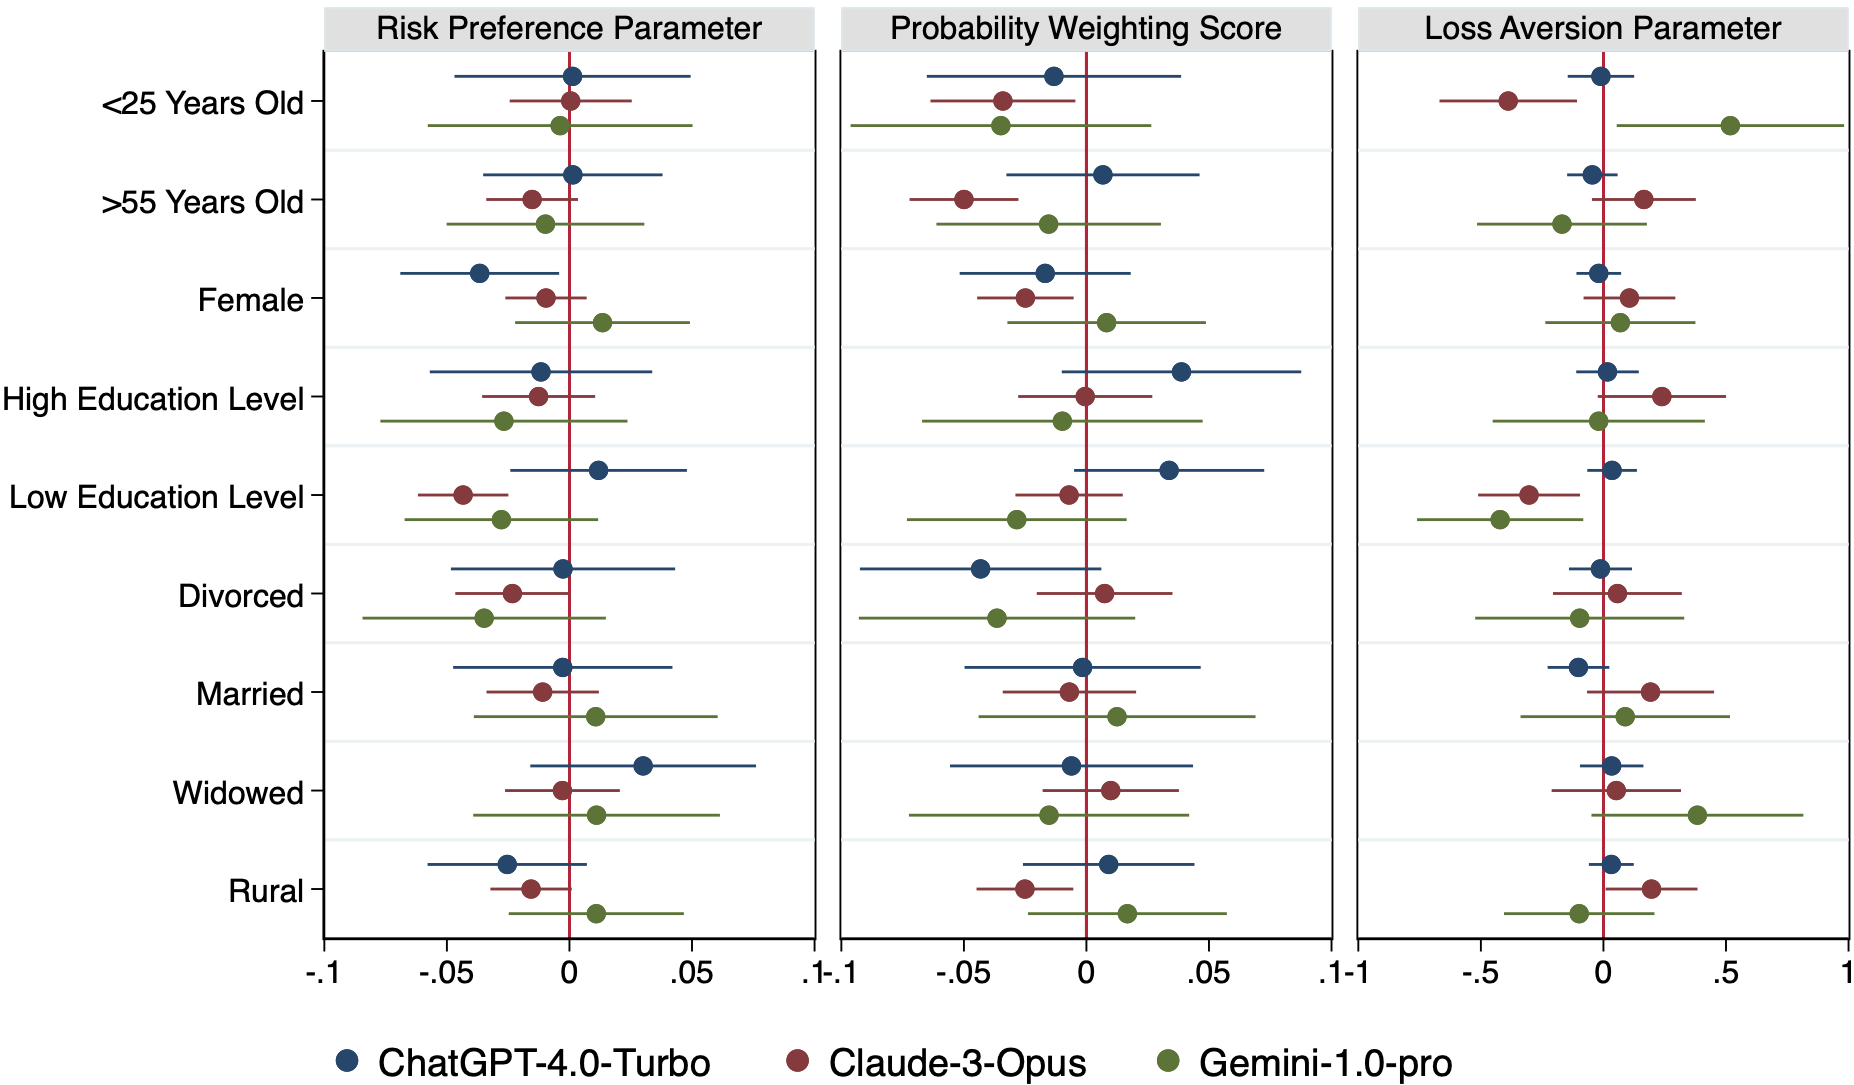 Risk Preference Parameter
Probability Weighting Score
Loss Aversion Parameter
<25 Years Old
>55 Years Old
Female
High Education Level
Low Education Level
Divorced
Married
Widowed
Rural
-.1 -.05 0 .05 .1
-.1 -.05 0 .05 .1
-1 -.5 0 .5 1
ChatGPT-4.0-Turbo Claude-3-Opus Gemini-1.0-pro